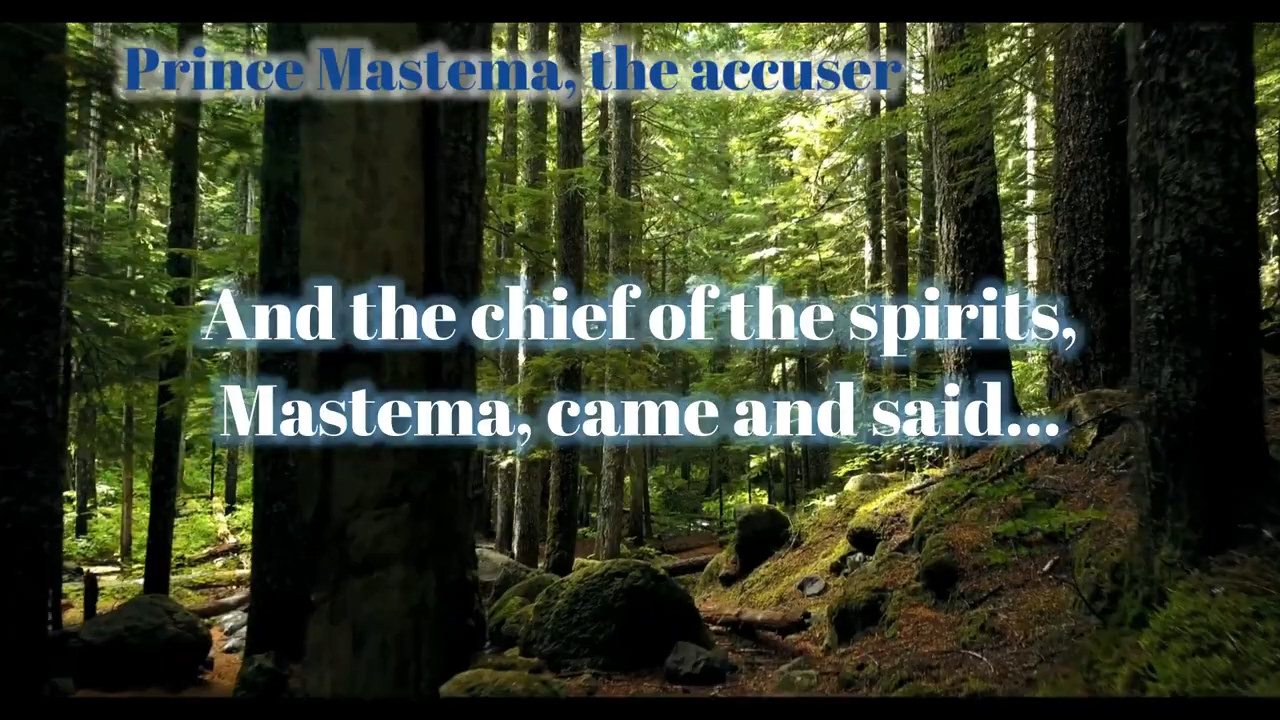 Prince Mastema, the accuser
And the chief of the spirits,
Mastema, came and said...